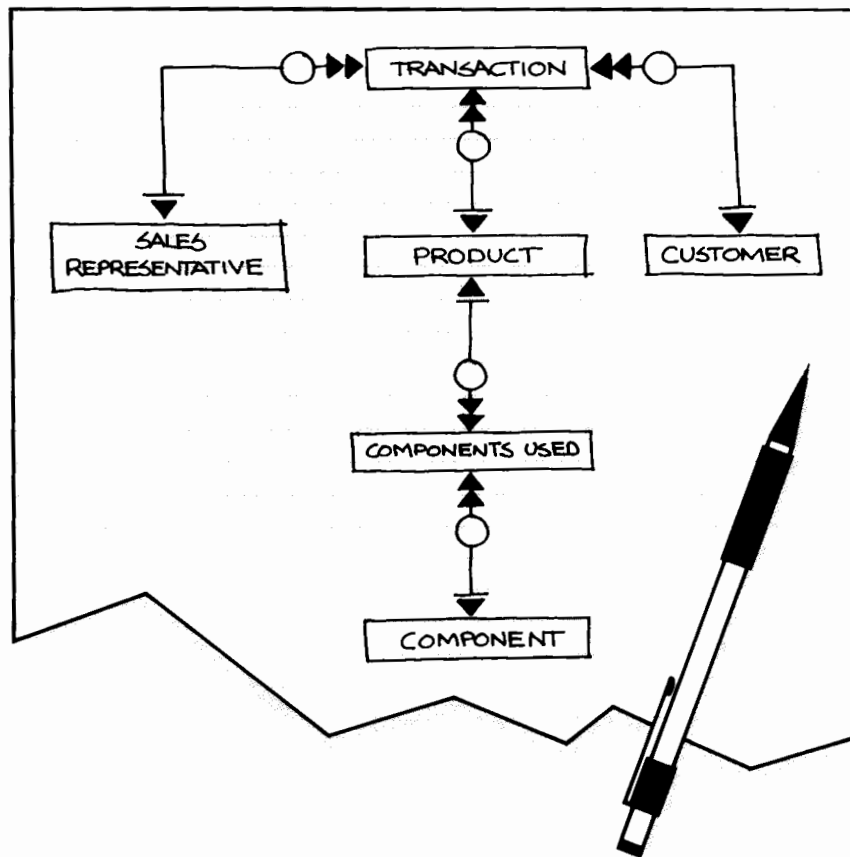 TRANSACTION
SALES
REPRESENTATIVE
PRODUCT
CUSTOMER
COMPONENTS USED
COMPONENT